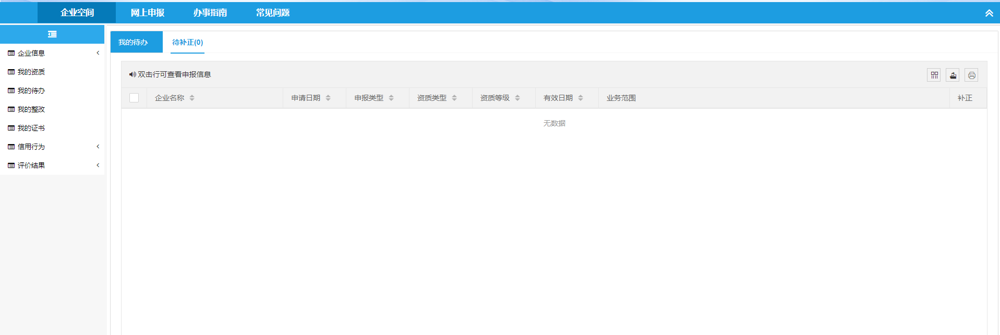 企业空间 网上申报 办事指南 常见问题
企业信息
我的资质
我的待办
我的整改
我的证书
信用行为
评价结果
我的待办 待补正(0)
双击行可查看申报信息
企业名称 申请日期 申报类型 资质类型 资质等级 有效日期 业务范围 补正
无数据